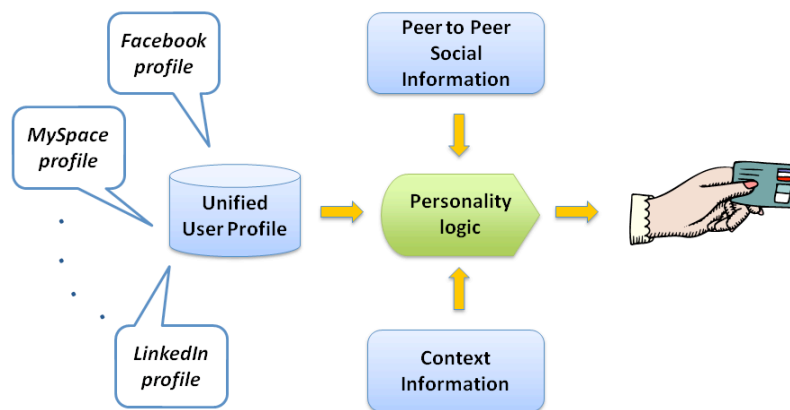 Facebook
profile
MySpace
profile
LinkedIn
profile
Unified
User Profile
Peer to Peer
Social
Information
Personality
logic
Context
Information